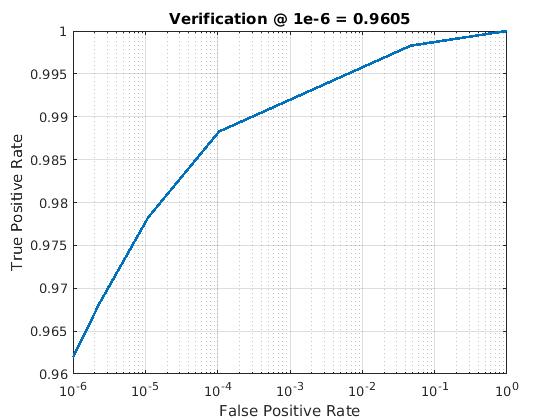 Verification @ 1e-6 = 0.9605
1
0.995
0.99
0.985
0.98
0.975
0.97
0.965
0.96
True Positive Rate
10^-6 10^-5 10^-4 10^-3 10^-2 10^-1 10^0
False Positive Rate